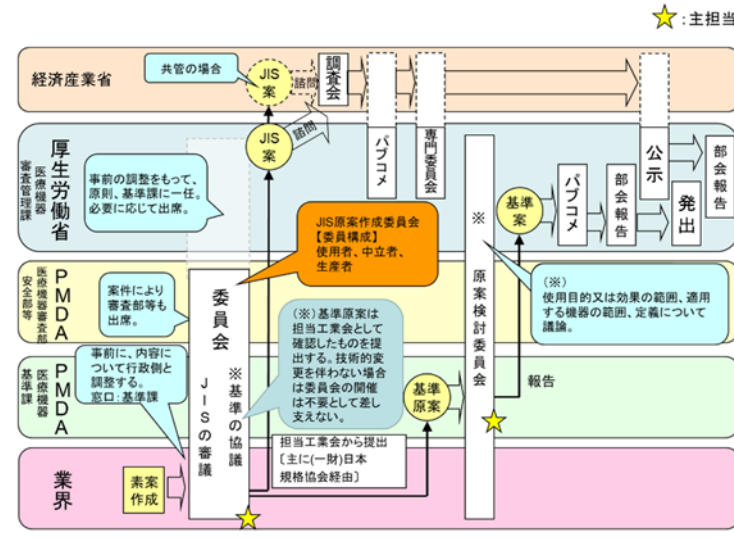 ：主担当
経済産業省
共管の場合
JIS
案
諮問
調査会
厚生労働省
医療機器
審査管理課
事前の調整をもって、
原則、基準課に一任。
必要に応じて出席。
JIS
案
諮問
パブコメ
専門委員会
JIS原案作成委員会
【委員構成】
使用者、中立者、
生産者
※
原案検討委員会
基準
案
パブコメ
部会報告
公示
発出
部会報告
PMDA
医療機器審査部
安全部等
案件により
審査部等も
出席。
委員会
JISの審議
※基準の協議
（※）基準原案は
担当工業会として
確認したものを提
出する。技術的変
更を伴わない場合
は委員会の開催
は不要として差し
支えない。
（※）
使用目的又は効果の範囲、適用
する機器の範囲、定義について
議論。
PMDA
医療機器
基準課
事前に、内容に
ついて行政側と
調整する。
窓口：基準課
基準
原案
報告
担当工業会から提出
〔主に(一財)日本
規格協会経由〕
業界
素案
作成